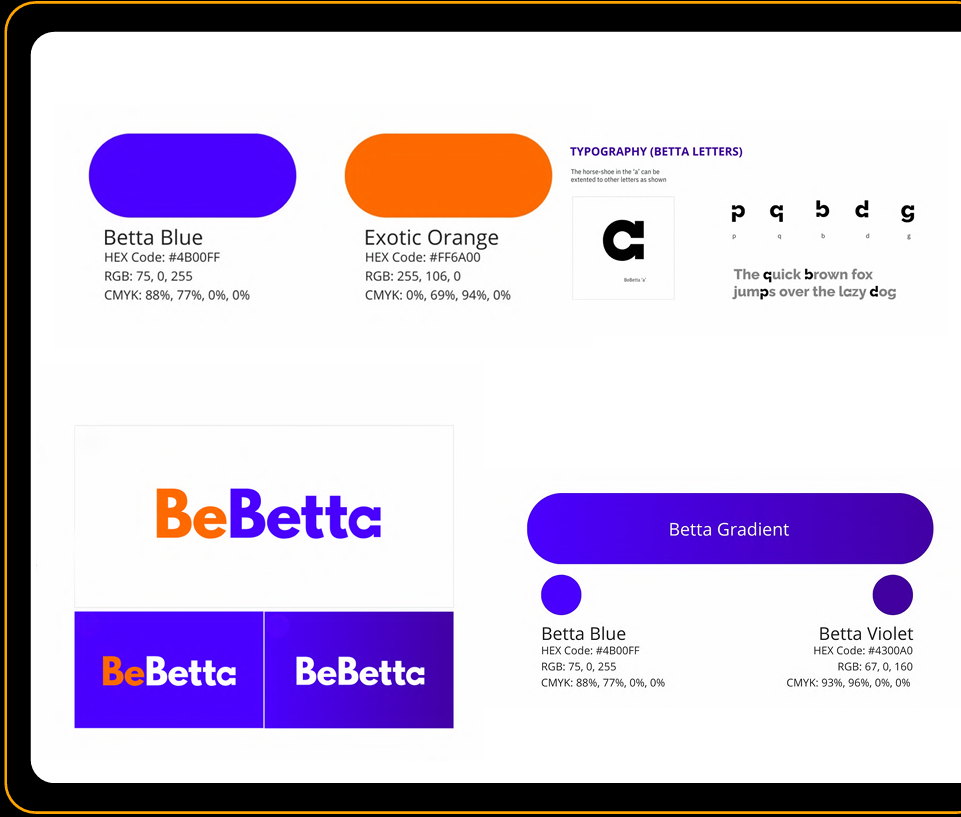 Betta Blue
HEX Code: #4B00FF
RGB: 75, 0, 255
CMYK: 88%, 77%, 0%, 0%
Exotic Orange
HEX Code: #FF6A00
RGB: 255, 106, 0
CMYK: 0%, 69%, 94%, 0%
TYPOGRAPHY (BETTA LETTERS)
The horse-shoe in the 'a' can be
extented to other letters as shown
a
BeBetta 'a'
p q b d g
p q b d g
The quick brown fox
jumps over the lazy dog
BeBetta
BeBetta
BeBetta
Betta Gradient
Betta Blue
HEX Code: #4B00FF
RGB: 75, 0, 255
CMYK: 88%, 77%, 0%, 0%
Betta Violet
HEX Code: #4300A0
RGB: 67, 0, 160
CMYK: 93%, 96%, 0%, 0%